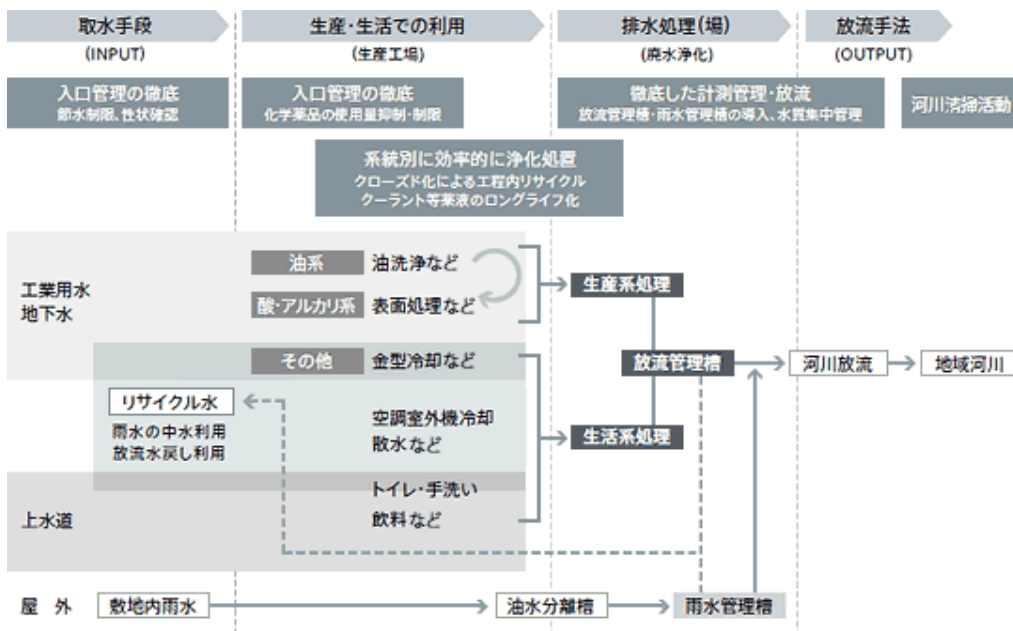 取水手段
(INPUT)
生産・生活での利用
(生産工場)
排水処理(場)
(廃水浄化)
放流手法
(OUTPUT)
入口管理の徹底
節水制限、性状確認
入口管理の徹底
化学薬品の使用量抑制・制限
徹底した計測管理・放流
放流管理槽・雨水管理槽の導入、水質集中管理
河川清掃活動
系統別に効率的に浄化処置
クローズド化による工程内リサイクル
クーラント等薬液のロングライフ化
工業用水
地下水
油系
油洗浄など
酸・アルカリ系
表面処理など
生産系処理
その他
金型冷却など
放流管理槽
河川放流
地域河川
リサイクル水
雨水の中水利用
放流水戻し利用
空調室外機冷却
散水など
生活系処理
上水道
トイレ・手洗い
飲料など
屋 外
敷地内雨水
油水分離槽
雨水管理槽